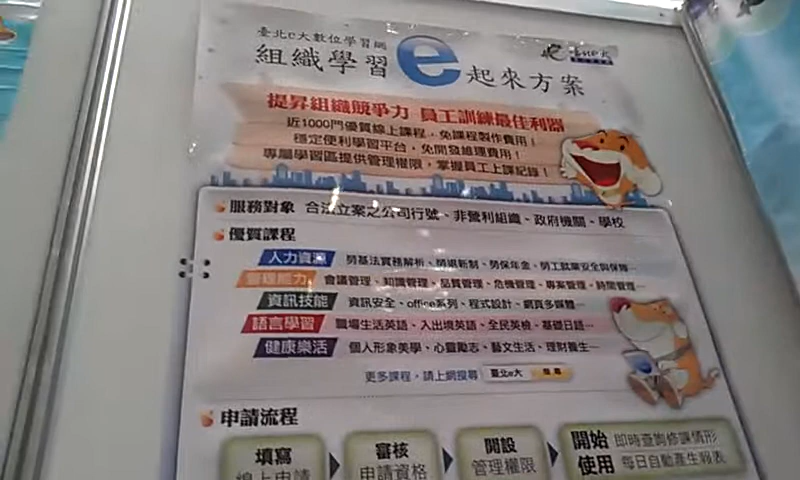 臺北e大數位學習網
組織學習e起來方案
臺北e大
提昇組織競爭力 員工訓練最佳利器
近1000門優質線上課程，免課程製作費用！
穩定便利學習平台，免開發維運費用！
專屬學習區提供管理權限，掌握員工上課紀錄！
服務對象 合法立案之公司行號、非營利組織、政府機關、學校
優質課程
人力資源 勞基法實務解析、勞退新制、勞保年金、勞工就業安全與保障…
管理能力 會議管理、知識管理、品質管理、危機管理、專案管理、時間管理…
資訊技能 資訊安全、office系列、程式設計、網頁多媒體…
語言學習 職場生活英語、入出境英語、全民英檢、基礎日語…
健康樂活 個人形象美學、心靈勵志、藝文生活、理財養生…
更多課程，請上網搜尋 臺北e大 搜尋
申請流程
填寫 線上申請
審核 申請資格
開設 管理權限
開始使用 即時查詢修課情形 每日自動產生報表